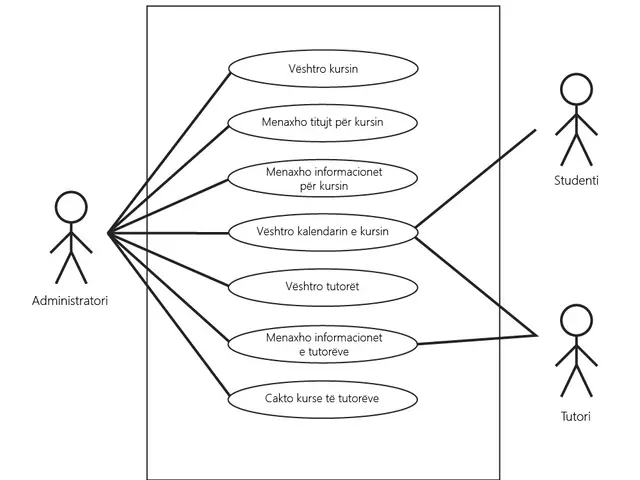 Vështro kursin
Menaxho titujt për kursin
Menaxho informacionet
për kursin
Studenti
Vështro kalendarin e kursin
Vështro tutorët
Administratori
Menaxho informacionet
e tutorëve
Cakto kurse të tutorëve
Tutori